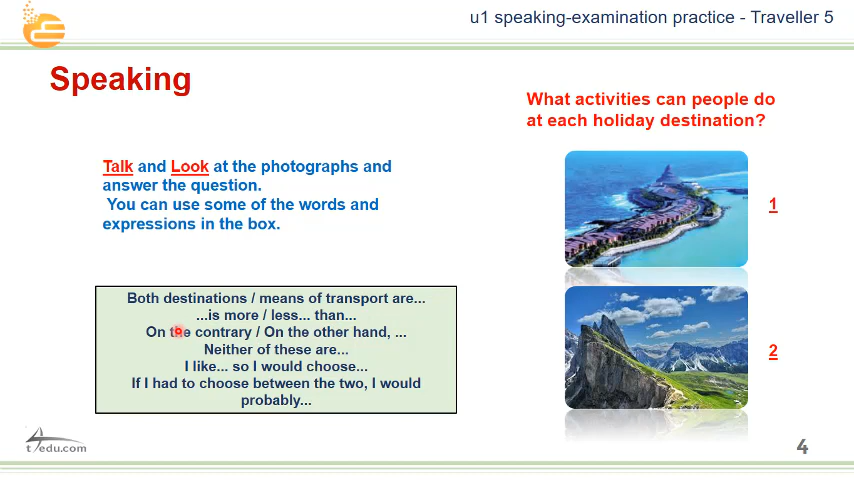 u1 speaking-examination practice - Traveller 5
Speaking
What activities can people do
at each holiday destination?
Talk and Look at the photographs and
answer the question.
You can use some of the words and
expressions in the box.
1
Both destinations / means of transport are...
...is more / less... than...
On the contrary / On the other hand, ...
Neither of these are...
I like... so I would choose...
If I had to choose between the two, I would
probably...
2
t4edu.com
4